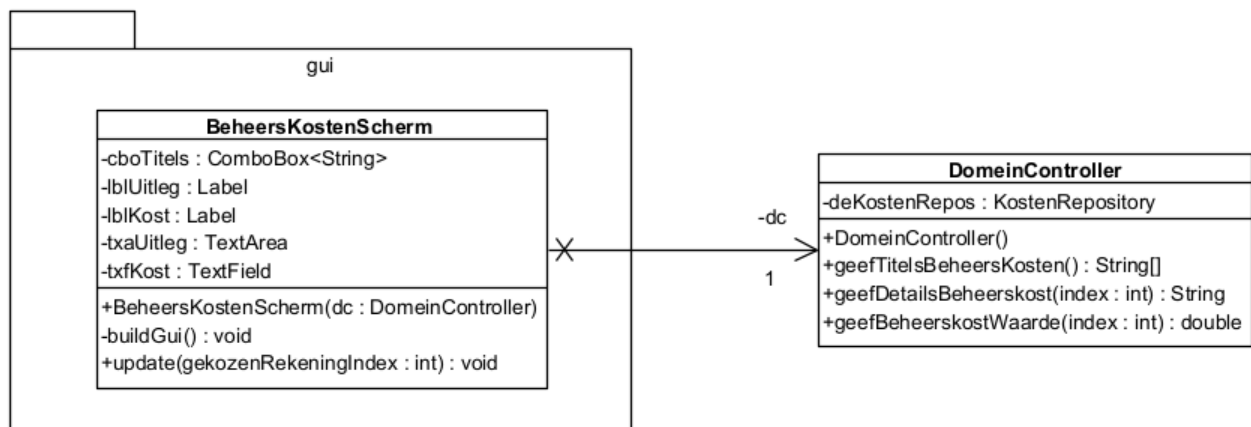 gui
BeheersKostenScherm
-cboTitels : ComboBox<String>
-lblUitleg : Label
-lblKost : Label
-txaUitleg : TextArea
-txfKost : TextField
+BeheersKostenScherm(dc : DomeinController)
-buildGui() : void
+update(gekozenRekeningIndex : int) : void
-dc
1
DomeinController
-deKostenRepos : KostenRepository
+DomeinController()
+geefTitelsBeheersKosten() : String[]
+geefDetailsBeheerskost(index : int) : String
+geefBeheerskostWaarde(index : int) : double